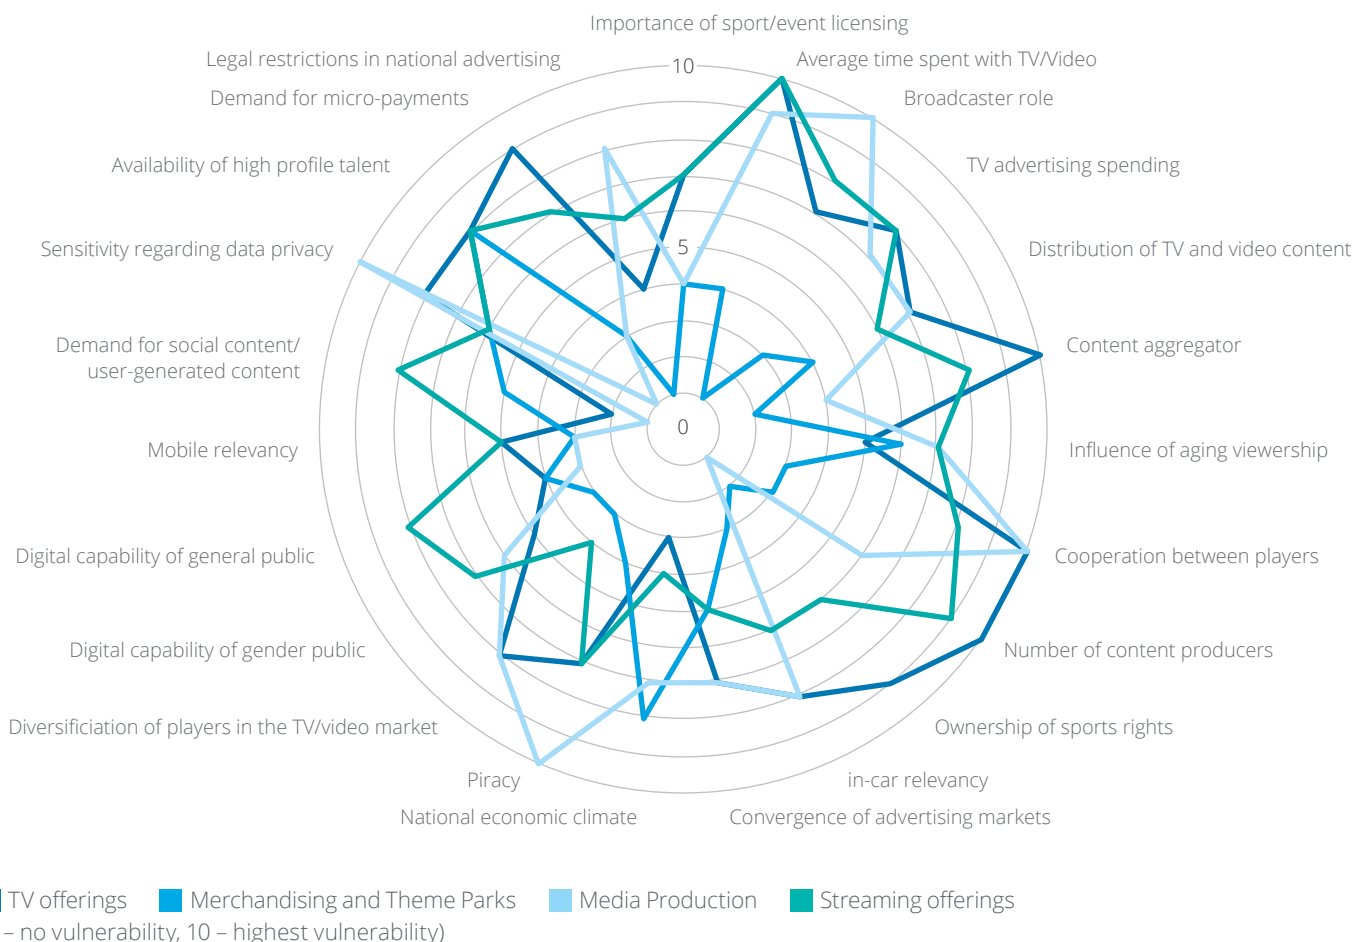 Importance of sport/event licensing
Legal restrictions in national advertising
10
Average time spent with TV/Video
Demand for micro-payments
Broadcaster role
Availability of high profile talent
TV advertising spending
Sensitivity regarding data privacy
5
Distribution of TV and video content
Demand for social content/
user-generated content
Content aggregator
0
Mobile relevancy
Influence of aging viewership
Digital capability of general public
Cooperation between players
Digital capability of gender public
Number of content producers
Diversificiation of players in the TV/video market
Ownership of sports rights
Piracy
in-car relevancy
National economic climate
Convergence of advertising markets
TV offerings
Merchandising and Theme Parks
Media Production
Streaming offerings
– no vulnerability, 10 – highest vulnerability)